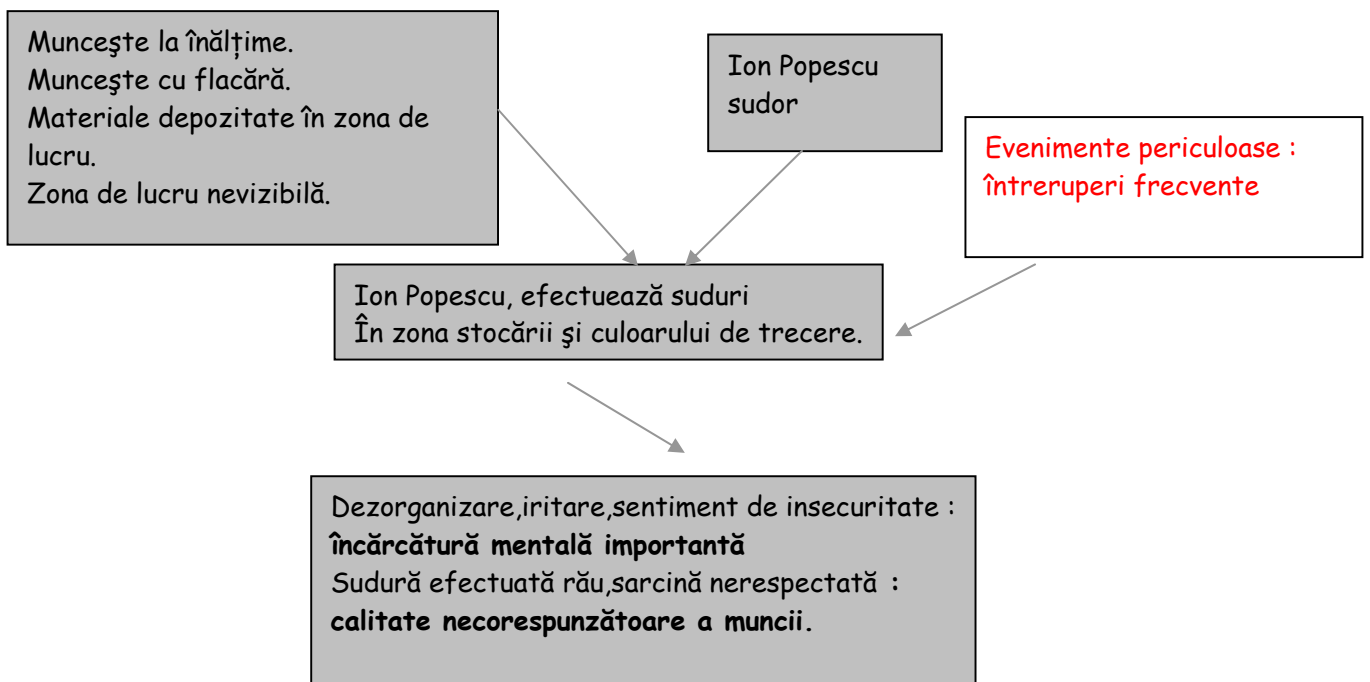 Munceşte la înălțime.
Munceşte cu flacără.
Materiale depozitate în zona de
lucru.
Zona de lucru nevizibilă.
Ion Popescu
sudor
Evenimente periculoase :
întreruperi frecvente
Ion Popescu, efectuează suduri
În zona stocării şi culoarului de trecere.
Dezorganizare,iritare,sentiment de insecuritate :
încărcătură mentală importantă
Sudură efectuată rău,sarcină nerespectată :
calitate necorespunzătoare a muncii.